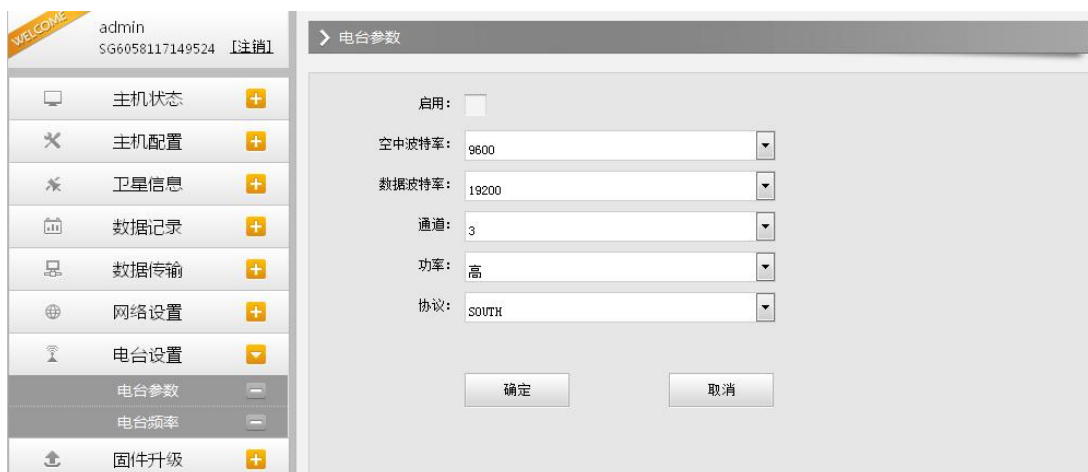 WELCOME
admin
SG6058117149524 [注销]
主机状态
主机配置
卫星信息
数据记录
数据传输
网络设置
电台设置
电台参数
电台频率
固件升级
电台参数
启用：
空中波特率： 9600
数据波特率： 19200
通道： 3
功率： 高
协议： SOUTH
确定 取消